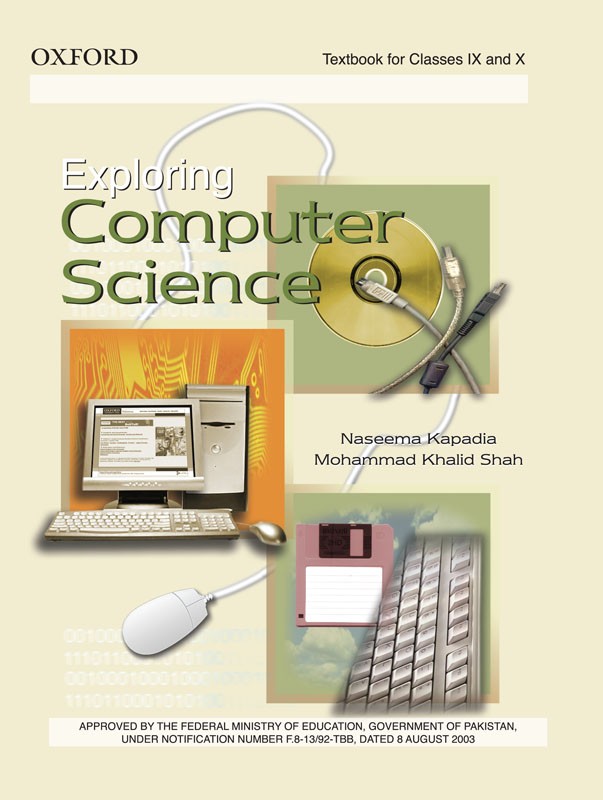 OXFORD
Textbook for Classes IX and X
Exploring
Computer
Science
Naseema Kapadia
Mohammad Khalid Shah
APPROVED BY THE FEDERAL MINISTRY OF EDUCATION, GOVERNMENT OF PAKISTAN,
UNDER NOTIFICATION NUMBER F.8-13/92-TBB, DATED 8 AUGUST 2003